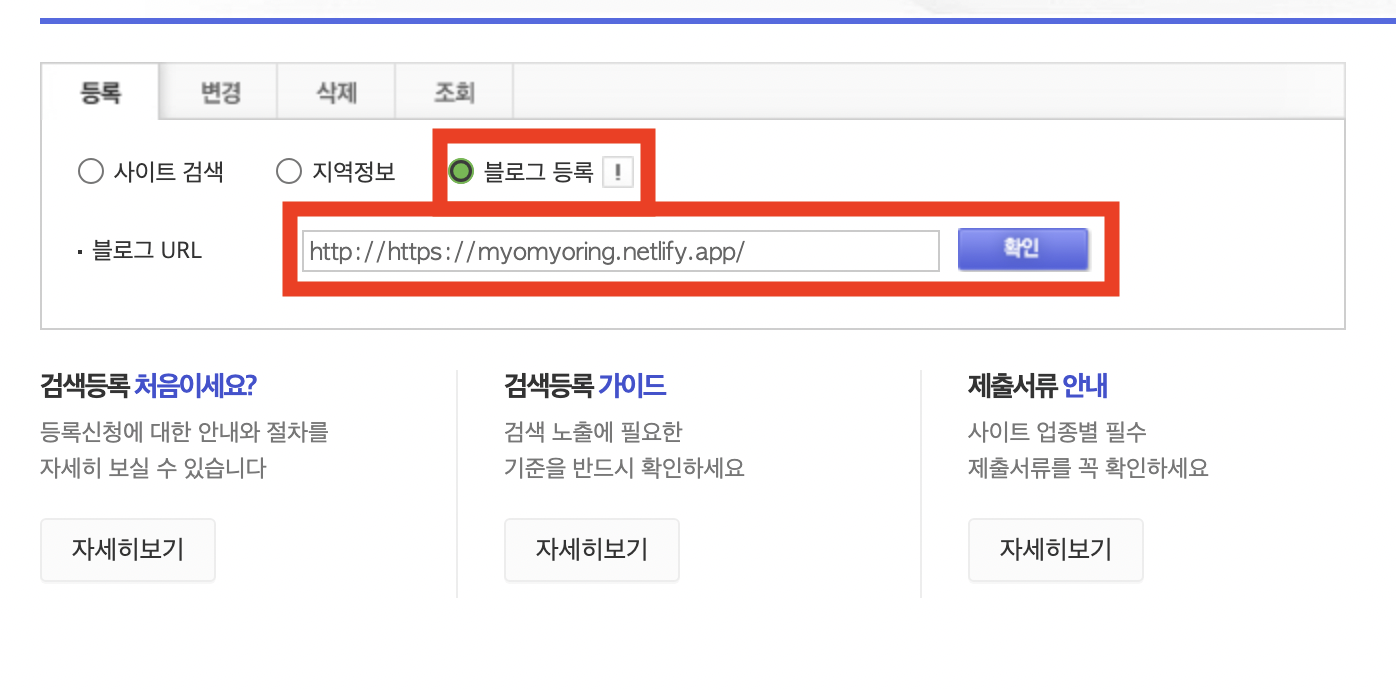 등록 변경 삭제 조회
사이트 검색 지역정보 블로그 등록 !
· 블로그 URL http://https://myomyoring.netlify.app/ 확인
검색등록 처음이세요?
등록신청에 대한 안내와 절차를
자세히 보실 수 있습니다
자세히보기
검색등록 가이드
검색 노출에 필요한
기준을 반드시 확인하세요
자세히보기
제출서류 안내
사이트 업종별 필수
제출서류를 꼭 확인하세요
자세히보기